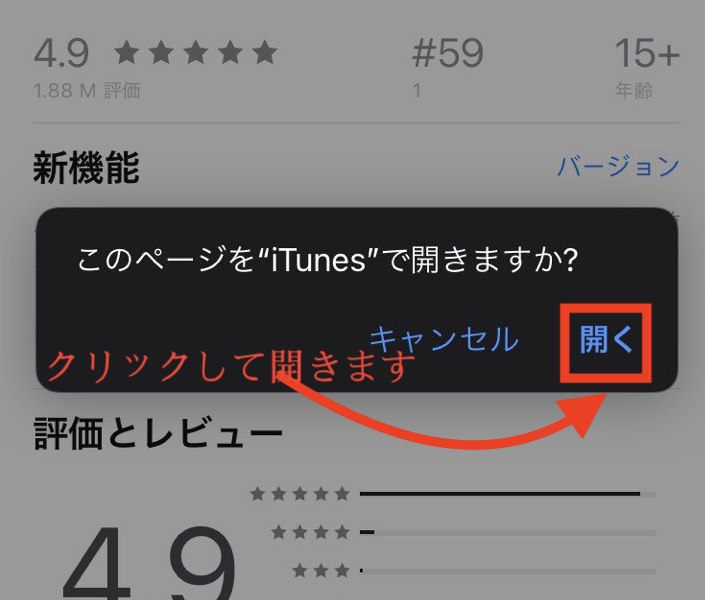 4.9 ★★★★★ #59 15+
1.88 M 評価 1 年齢
新機能 バージョン
このページを“iTunes”で開きますか?
キャンセル 開く
クリックして開きます
評価とレビュー
★★★★★
4.9 ★★★★
★★★